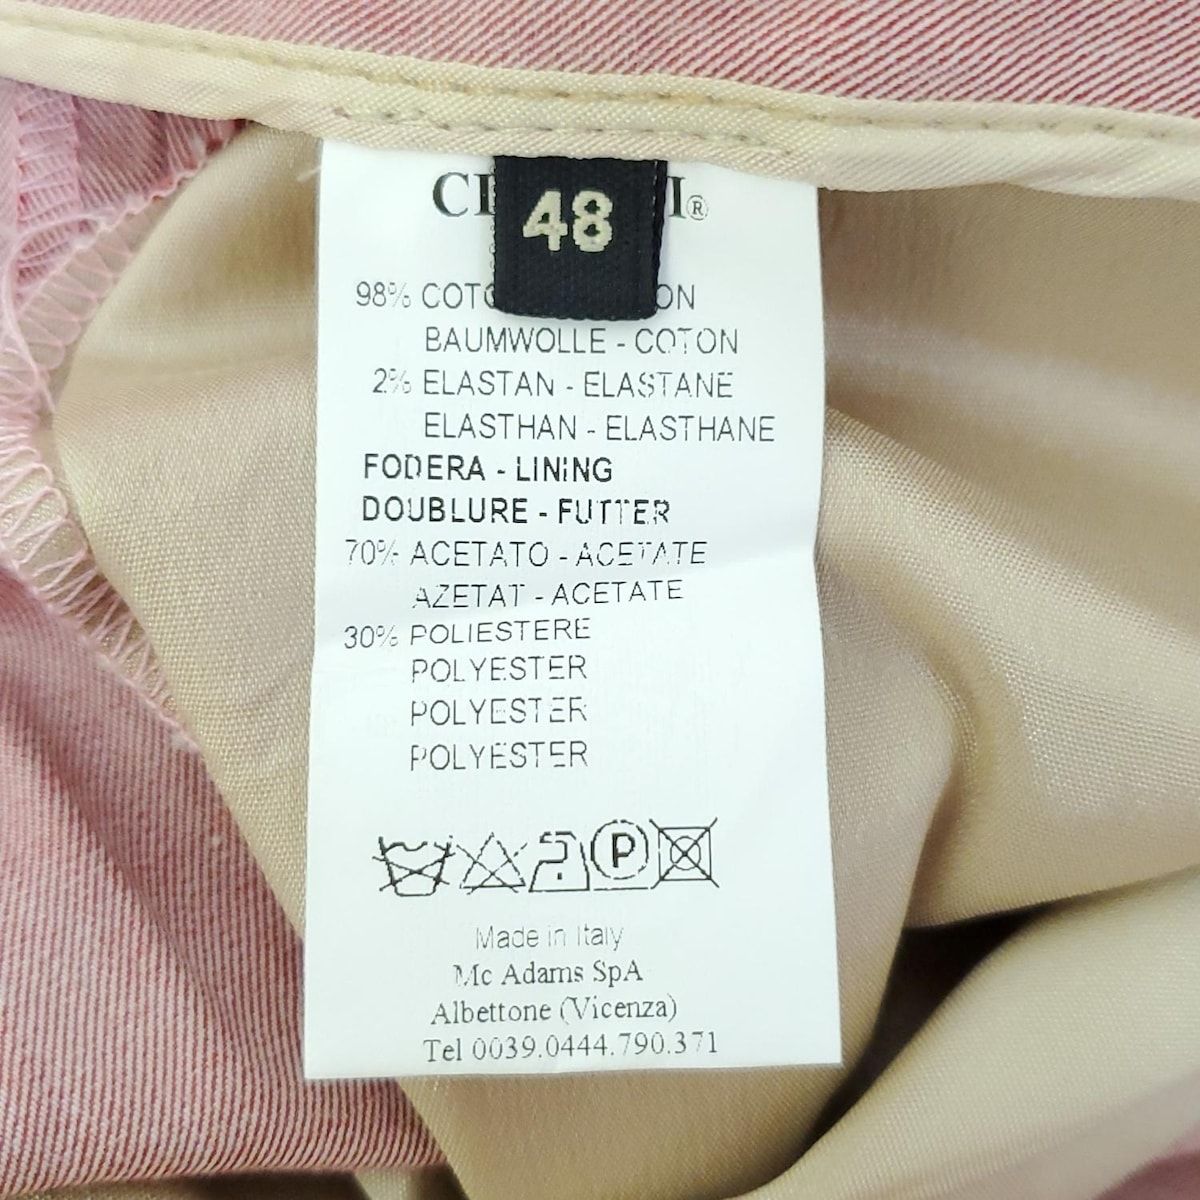 48
®
98%
BAUMWOLLE - COTON
2% ELASTAN - ELASTANE
ELASTHAN - ELASTHANE
FODERA - LINING
DOUBLURE - FUTTER
70% ACETATO - ACETATE
AZETAT - ACETATE
30% POLIESTERE
POLYESTER
POLYESTER
POLYESTER
P
Made in Italy
Mc Adams SpA
Albettone (Vicenza)
Tel 0039.0444.790.371